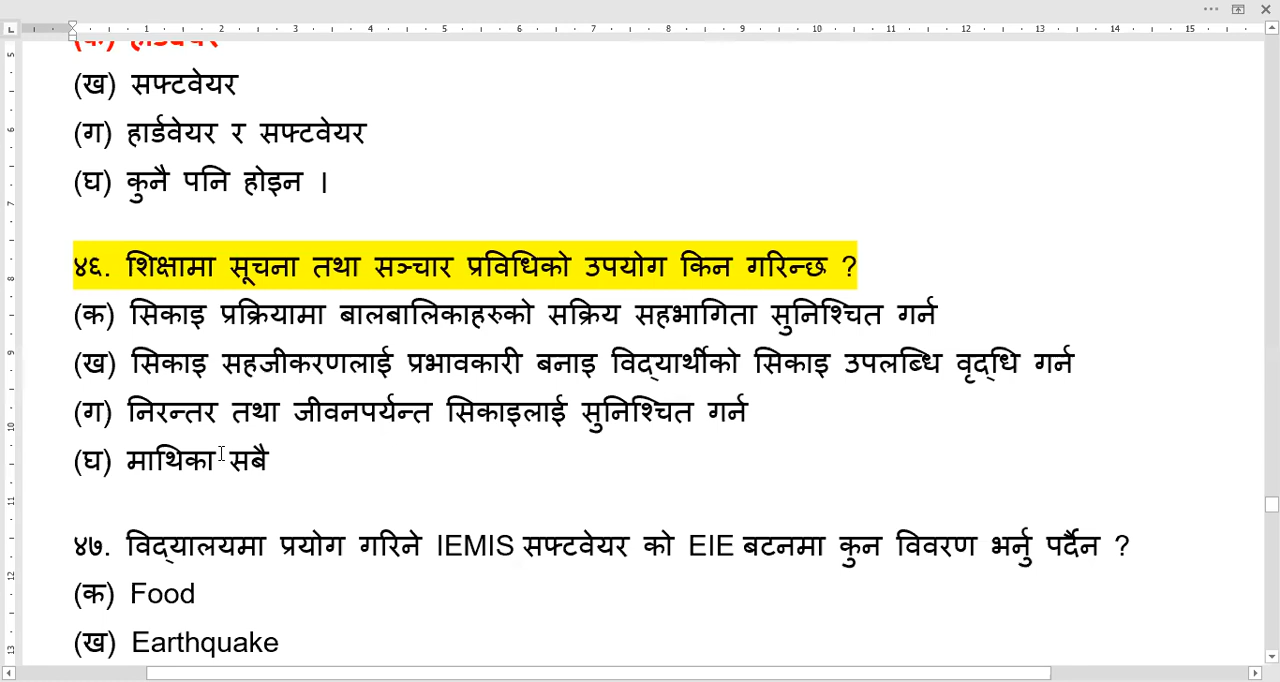 (क) हार्डवेयर
(ख) सफ्टवेयर
(ग) हार्डवेयर र सफ्टवेयर
(घ) कुनै पनि होइन ।
४६. शिक्षामा सूचना तथा सञ्चार प्रविधिको उपयोग किन गरिन्छ ?
(क) सिकाइ प्रक्रियामा बालबालिकाहरुको सक्रिय सहभागिता सुनिश्चित गर्न
(ख) सिकाइ सहजीकरणलाई प्रभावकारी बनाइ विद्यार्थीको सिकाइ उपलब्धि वृद्धि गर्न
(ग) निरन्तर तथा जीवनपर्यन्त सिकाइलाई सुनिश्चित गर्न
(घ) माथिका सबै
४७. विद्यालयमा प्रयोग गरिने IEMIS सफ्टवेयर को EIE बटनमा कुन विवरण भर्नु पर्दैन ?
(क) Food
(ख) Earthquake